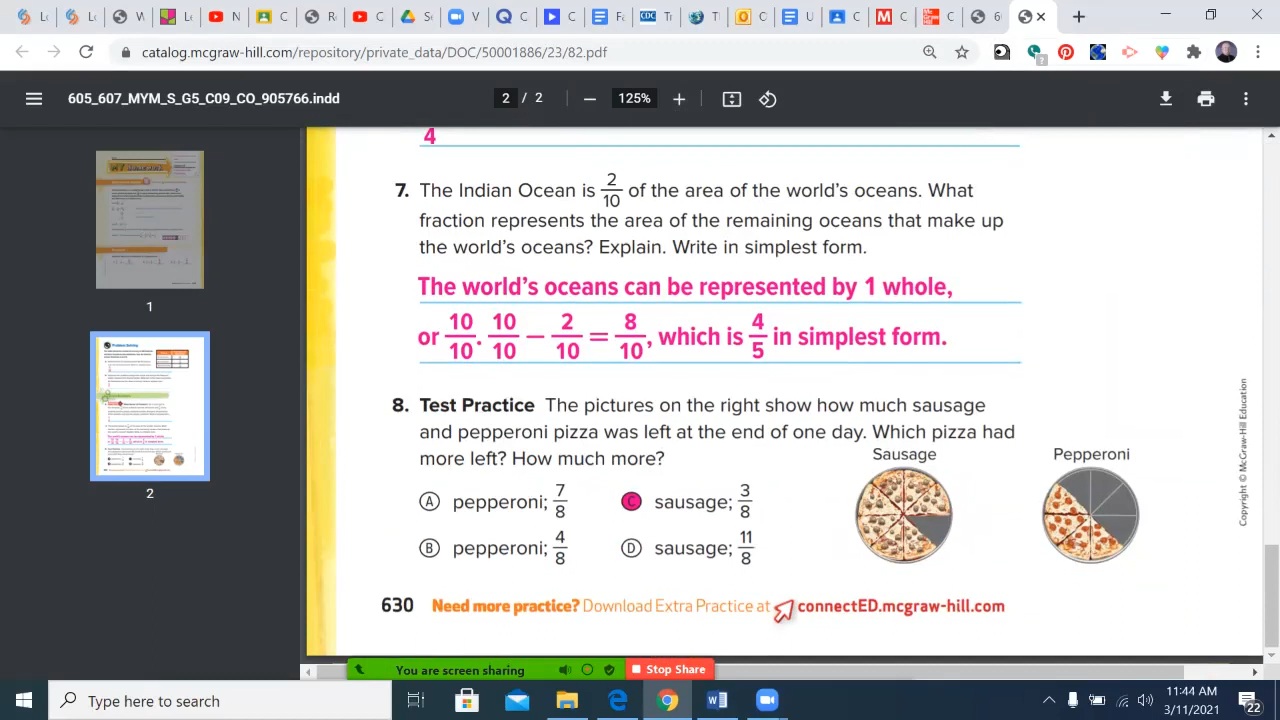 catalog.mcgraw-hill.com/repository/private_data/DOC/50001886/23/82.pdf
605_607_MYM_S_G5_C09_CO_905766.indd
2 / 2
125%
1
2
4
7. The Indian Ocean is 2/10 of the area of the world's oceans. What
fraction represents the area of the remaining oceans that make up
the world's oceans? Explain. Write in simplest form.
The world's oceans can be represented by 1 whole,
or 10/10. 10/10 − 2/10 = 8/10, which is 4/5 in simplest form.
8. Test Practice The pictures on the right show how much sausage
and pepperoni pizza was left at the end of one day. Which pizza had
more left? How much more?
Sausage Pepperoni
A pepperoni; 7/8 C sausage; 3/8
B pepperoni; 4/8 D sausage; 11/8
Copyright © McGraw-Hill Education
630 Need more practice? Download Extra Practice at connectED.mcgraw-hill.com
You are screen sharing Stop Share
Type here to search
11:44 AM
3/11/2021
22